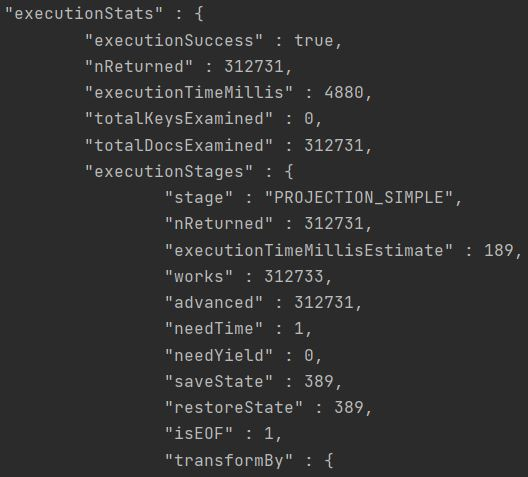 "executionStats" : {
"executionSuccess" : true,
"nReturned" : 312731,
"executionTimeMillis" : 4880,
"totalKeysExamined" : 0,
"totalDocsExamined" : 312731,
"executionStages" : {
"stage" : "PROJECTION_SIMPLE",
"nReturned" : 312731,
"executionTimeMillisEstimate" : 189,
"works" : 312733,
"advanced" : 312731,
"needTime" : 1,
"needYield" : 0,
"saveState" : 389,
"restoreState" : 389,
"isEOF" : 1,
"transformBy" : {